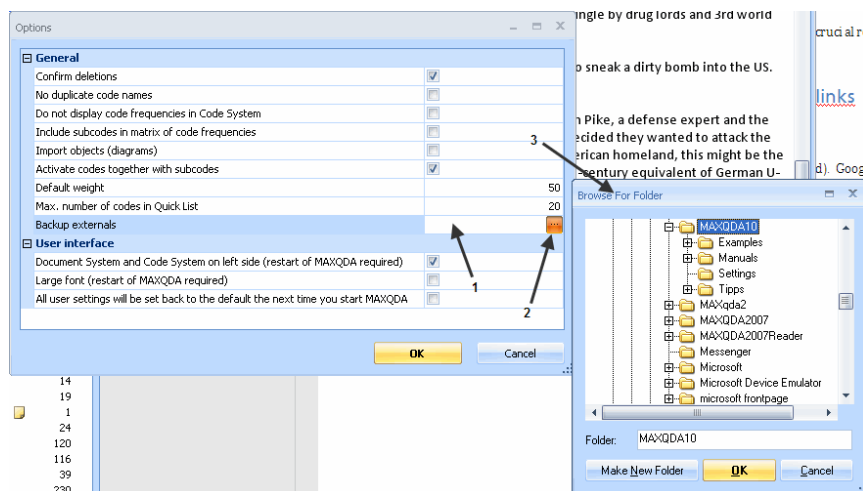 ingle by drug lords and 3rd world
crucial r
Options
General
o sneak a dirty bomb into the US.
Confirm deletions
No duplicate code names
links
Do not display code frequencies in Code System
n Pike, a defense expert and the
Include subcodes in matrix of code frequencies
3
ecided they wanted to attack the
Import objects (diagrams)
erican homeland, this might be the
Activate codes together with subcodes
-century equivalent of German U-
d). Goog
Default weight 50
Max. number of codes in Quick List 20
Backup externals ...
User interface
Document System and Code System on left side (restart of MAXQDA required)
Large font (restart of MAXQDA required)
All user settings will be set back to the default the next time you start MAXQDA
1
2
OK Cancel
Browse For Folder
MAXQDA10
Examples
Manuals
Settings
Tipps
MAXqda2
MAXQDA2007
MAXQDA2007Reader
Messenger
Microsoft
Microsoft Device Emulator
microsoft frontpage
Folder: MAXQDA10
Make New Folder OK Cancel
14
19
1
24
120
116
39
230